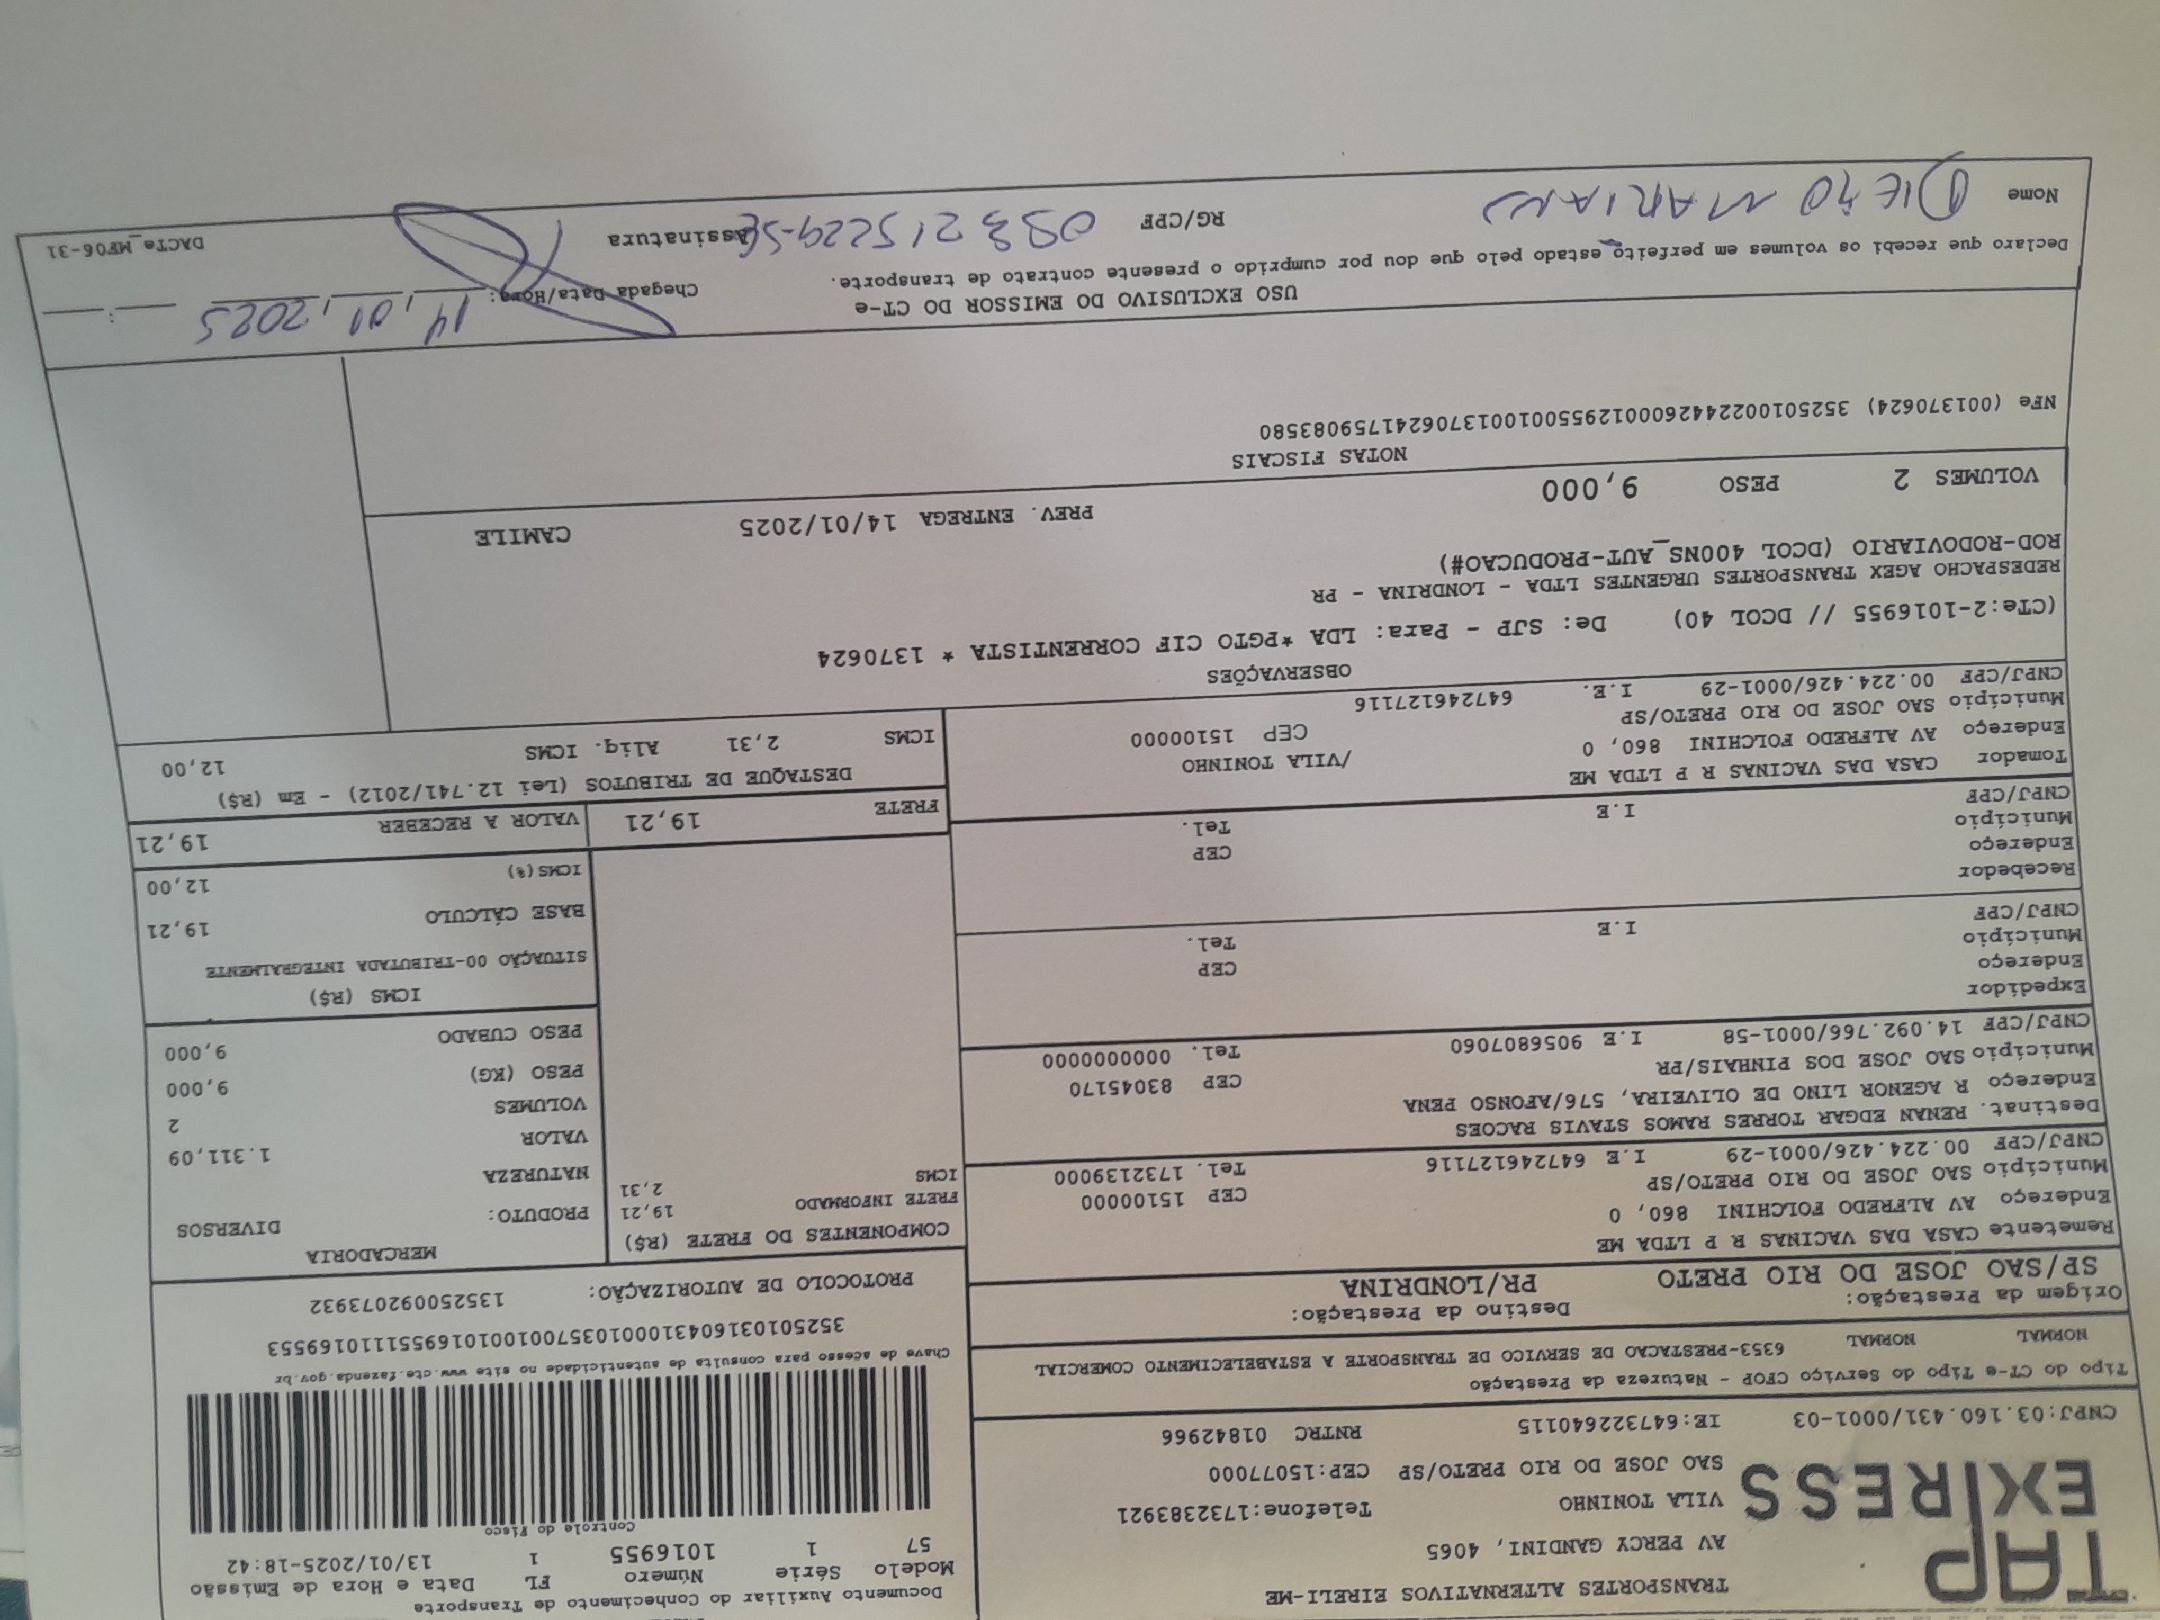 TAP
EXPRESS
TRANSPORTES ALTERNATIVOS EIRELI-ME
AV PERCY GANDINI, 4065
VILA TONINHO Telefone:1732383921
SAO JOSE DO RIO PRETO/SP CEP:15077000
CNPJ:03.160.431/0001-03 IE:647322640115 RNTRC 01842966
Documento Auxiliar do Conhecimento de Transporte
Modelo Série Número FL Data e Hora de Emissão
57 1 1016955 1 13/01/2025-18:42
Controle do Fisco
Chave de acesso para consulta de autenticidade no site www.cte.fazenda.gov.br
35250103160431000103570010010169551110169553
PROTOCOLO DE AUTORIZAÇÃO: 135250092073932
Tipo do CT-e Tipo do Serviço CFOP - Natureza da Prestação
NORMAL NORMAL 6353-PRESTACAO DE SERVICO DE TRANSPORTE A ESTABELECIMENTO COMERCIAL
Origem da Prestação: Destino da Prestação:
SP/SAO JOSE DO RIO PRETO PR/LONDRINA
Remetente CASA DAS VACINAS R P LTDA ME
Endereço AV ALFREDO FOLCHINI 860, 0 CEP 15100000
Município SAO JOSE DO RIO PRETO/SP Tel. 1732139000
CNPJ/CPF 00.224.426/0001-29 I.E 647246127116
Destinat. RENAN EDGAR TORRES RAMOS STAVIS RACOES
Endereço R AGENOR LINO DE OLIVEIRA, 576/AFONSO PENA CEP 83045170
Município SAO JOSE DOS PINHAIS/PR Tel. 0000000000
CNPJ/CPF 14.092.766/0001-58 I.E 9056807060
Expedidor
Endereço CEP
Município Tel.
CNPJ/CPF I.E
Recebedor
Endereço CEP
Município Tel.
CNPJ/CPF I.E
Tomador CASA DAS VACINAS R P LTDA ME
Endereço AV ALFREDO FOLCHINI 860, 0 /VILA TONINHO
Município SAO JOSE DO RIO PRETO/SP CEP 15100000
CNPJ/CPF 00.224.426/0001-29 I.E. 647246127116
COMPONENTES DO FRETE (R$)
FRETE INFORMADO 19,21
ICMS 2,31
MERCADORIA
PRODUTO: DIVERSOS
NATUREZA
VALOR 1.311,09
VOLUMES 2
PESO (KG) 9,000
PESO CUBADO 9,000
ICMS (R$)
SITUAÇÃO 00-TRIBUTADA INTEGRALMENTE
BASE CÁLCULO 19,21
ICMS(%) 12,00
FRETE 19,21 VALOR A RECEBER 19,21
DESTAQUE DE TRIBUTOS (Lei 12.741/2012) - Em (R$)
ICMS 2,31 Aliq. ICMS 12,00
OBSERVAÇÕES
(CTe:2-1016955 // DCOL 40) De: SJP - Para: LDA *PGTO CIF CORRENTISTA * 1370624
REDESPACHO AGEX TRANSPORTES URGENTES LTDA - LONDRINA - PR
ROD-RODOVIARIO (DCOL 400NS_AUT-PRODUCAO#)
PREV. ENTREGA 14/01/2025 CAMILE
VOLUMES 2 PESO 9,000
NOTAS FISCAIS
NFe (001370624) 35250100224426000129550010013706241759083580
USO EXCLUSIVO DO EMISSOR DO CT-e
Declaro que recebi os volumes em perfeito estado pelo que dou por cumprido o presente contrato de transporte.
Chegada Data/Hora: 14,01,2025 __:__
Nome DIEGO MARIANO RG/CPF Assinatura
DACTe_MF06-31